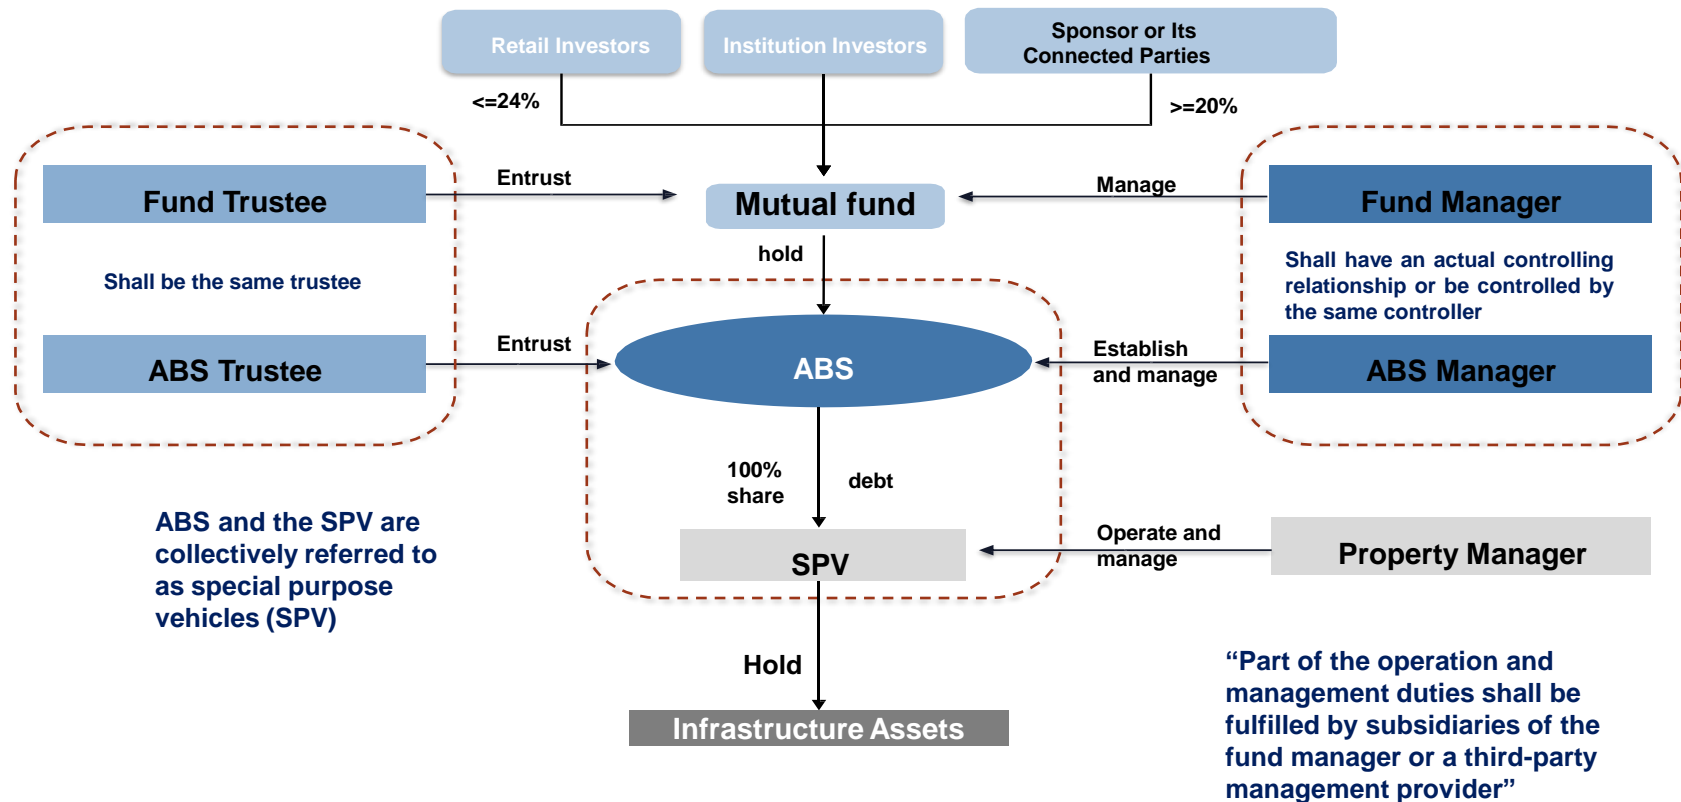 Retail Investors
Institution Investors
Sponsor or Its
Connected Parties
<=24%
>=20%
Fund Trustee
Entrust
Mutual fund
Manage
Fund Manager
hold
Shall be the same trustee
Shall have an actual controlling
relationship or be controlled by
the same controller
ABS Trustee
Entrust
ABS
Establish
and manage
ABS Manager
100%
share
debt
ABS and the SPV are
collectively referred to
as special purpose
vehicles (SPV)
SPV
Operate and
manage
Property Manager
Hold
Infrastructure Assets
“Part of the operation and
management duties shall be
fulfilled by subsidiaries of the
fund manager or a third-party
management provider”